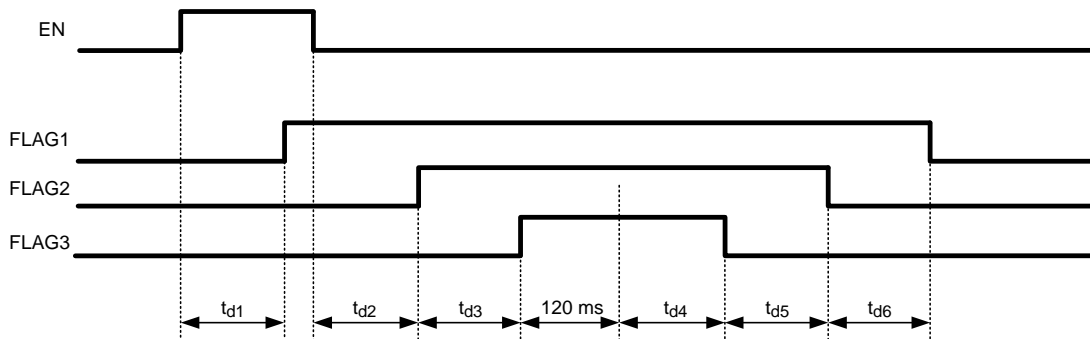 EN
FLAG1
FLAG2
FLAG3
td1 td2 td3 120 ms td4 td5 td6